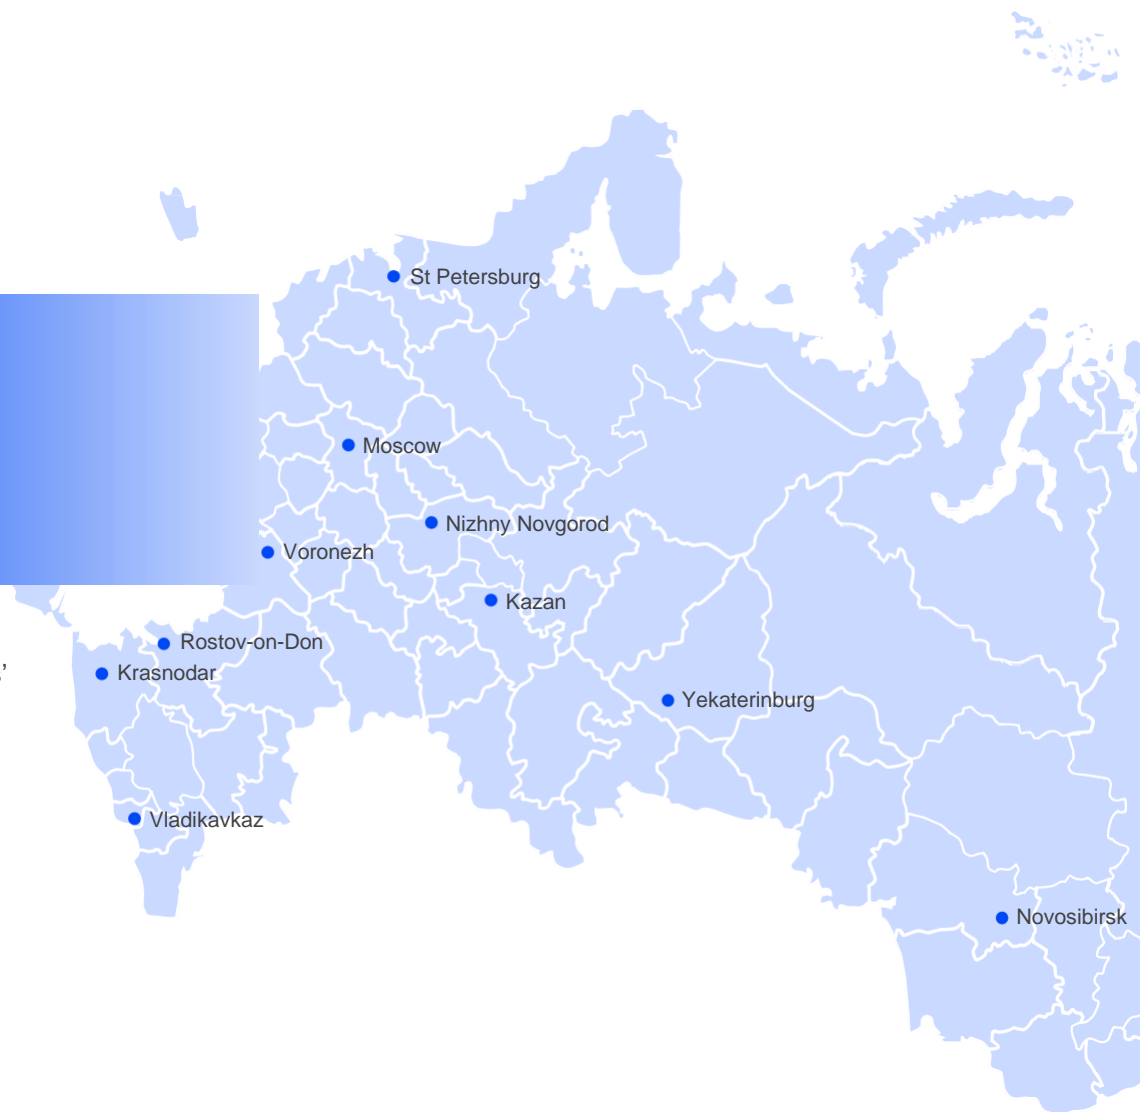 St Petersburg
Moscow
Nizhny Novgorod
Voronezh
Kazan
Rostov-on-Don
Krasnodar
Yekaterinburg
Vladikavkaz
Novosibirsk